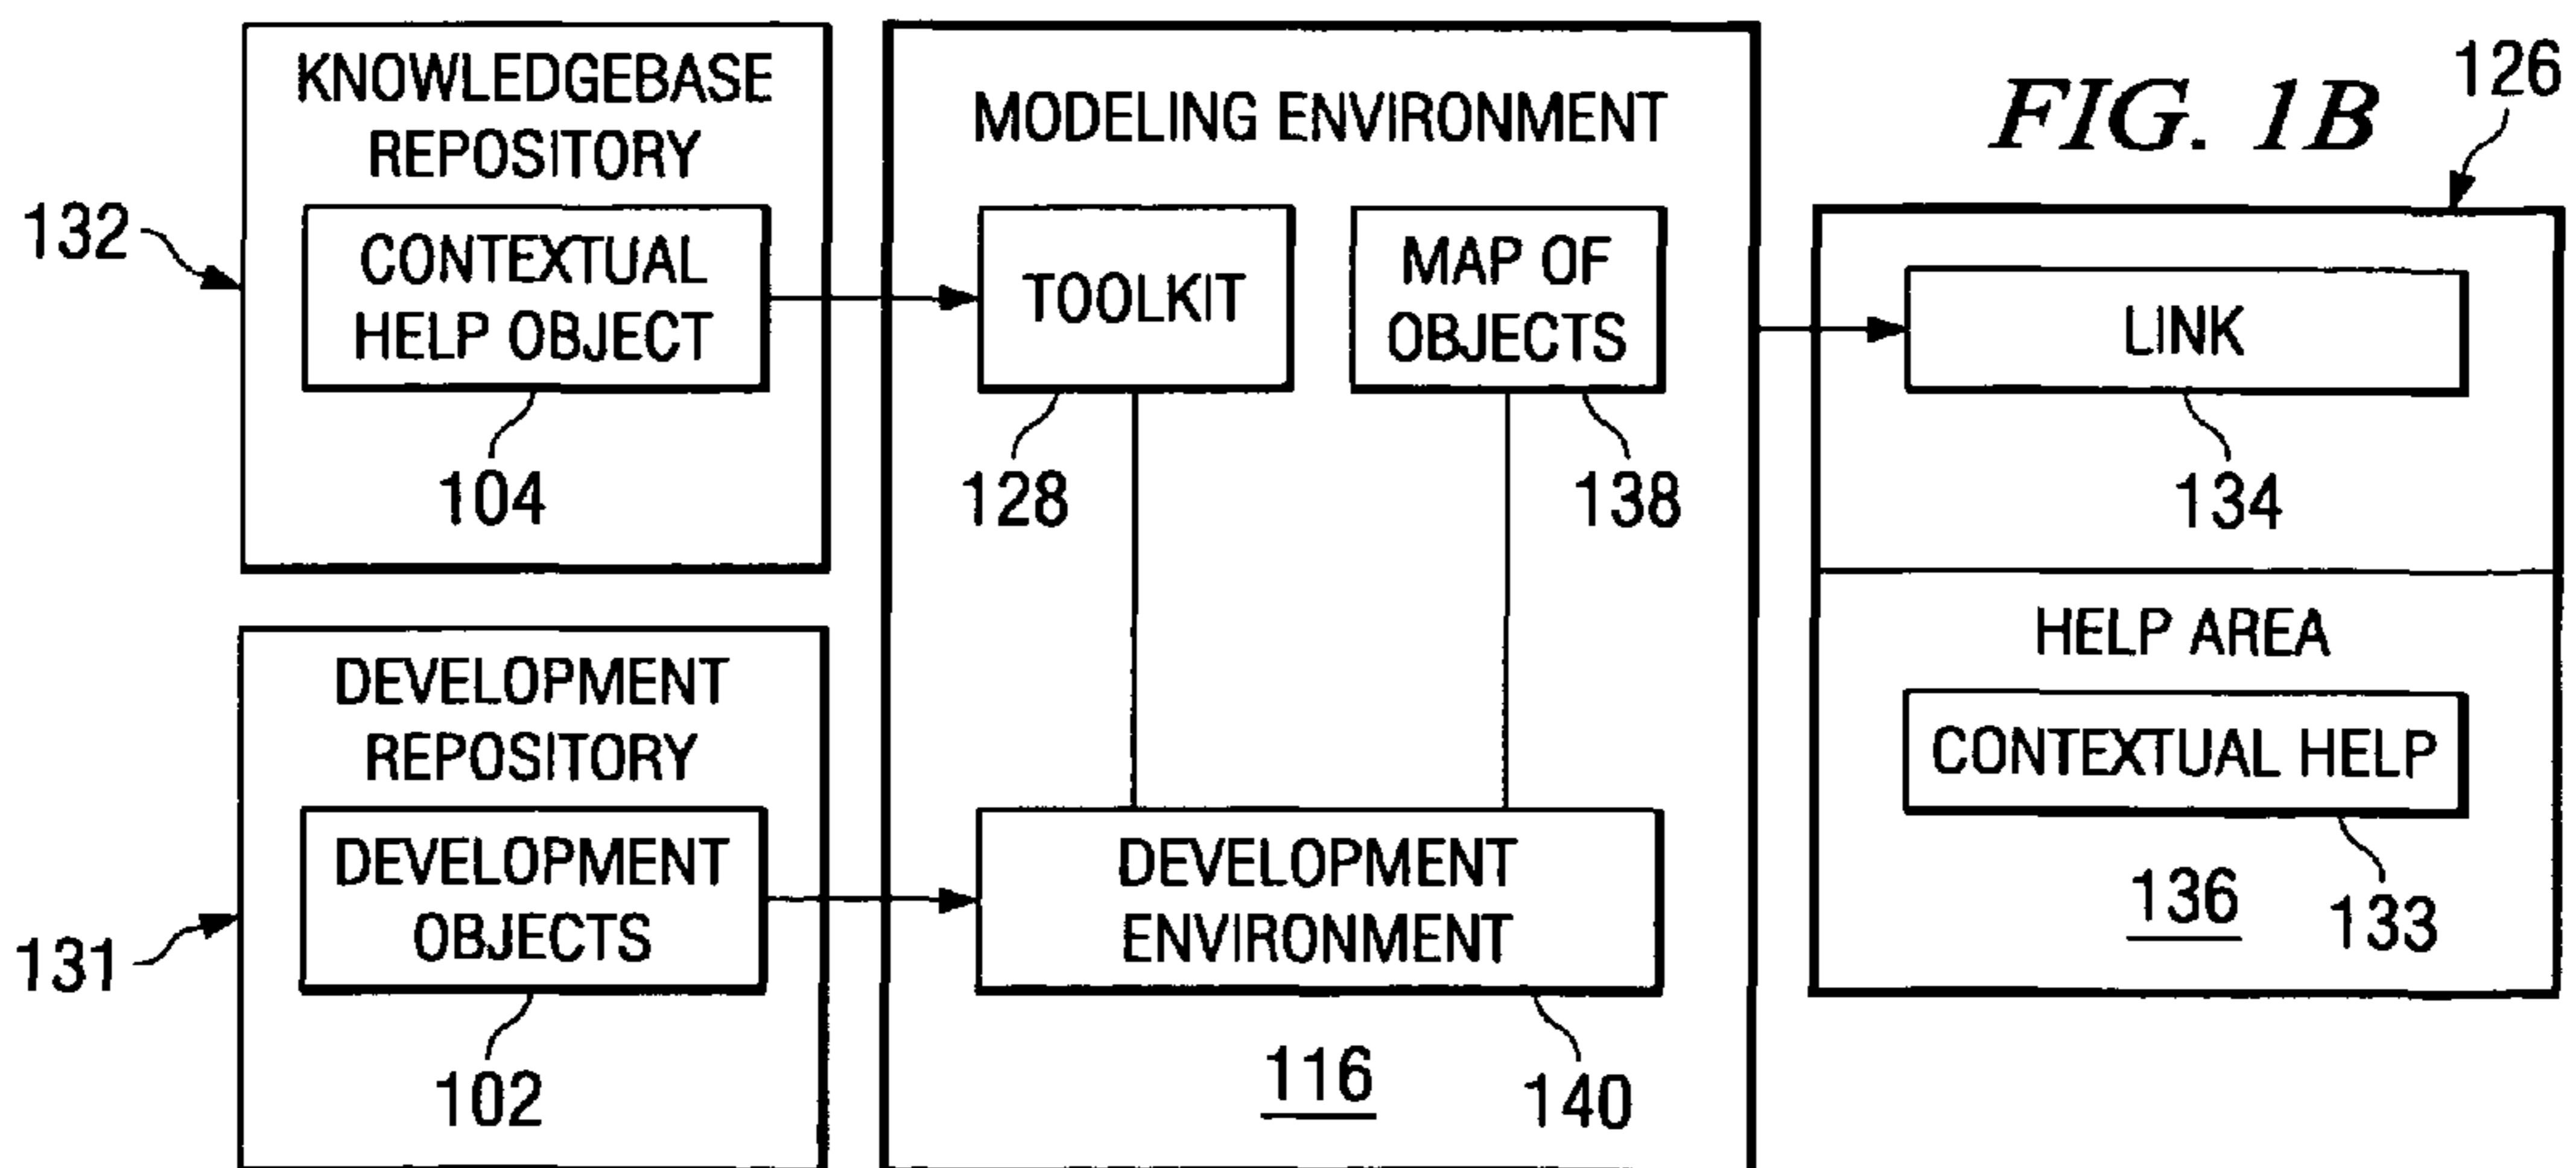 KNOWLEDGEBASE
REPOSITORY
CONTEXTUAL
HELP OBJECT
104
132
DEVELOPMENT
REPOSITORY
DEVELOPMENT
OBJECTS
102
131
MODELING ENVIRONMENT
TOOLKIT
128
MAP OF
OBJECTS
138
DEVELOPMENT
ENVIRONMENT
140
116
FIG. 1B
126
LINK
134
HELP AREA
CONTEXTUAL HELP
136
133